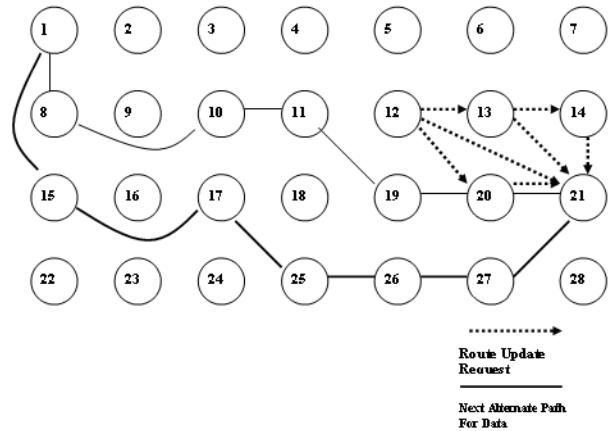 1 2 3 4 5 6 7
8 9 10 11 12 13 14
15 16 17 18 19 20 21
22 23 24 25 26 27 28
Route Update
Request
Next Alternate Path
For Data